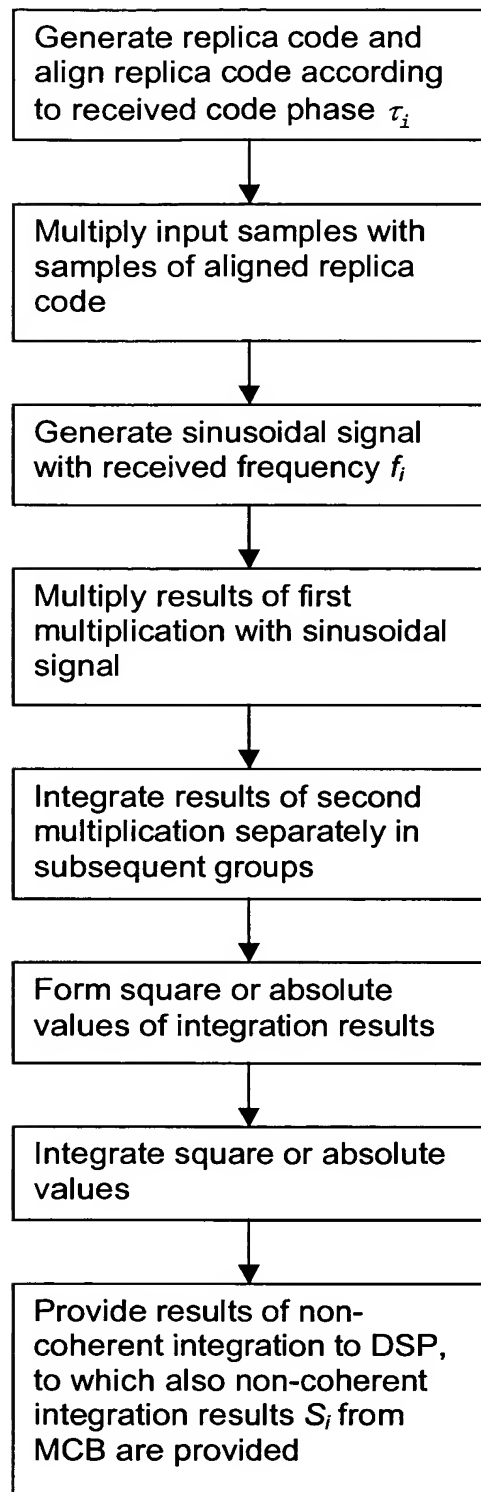 Generate replica code and
align replica code according
to received code phase τi
Multiply input samples with
samples of aligned replica
code
Generate sinusoidal signal
with received frequency fi
Multiply results of first
multiplication with sinusoidal
signal
Integrate results of second
multiplication separately in
subsequent groups
Form square or absolute
values of integration results
Integrate square or absolute
values
Provide results of non-
coherent integration to DSP,
to which also non-coherent
integration results Si from
MCB are provided